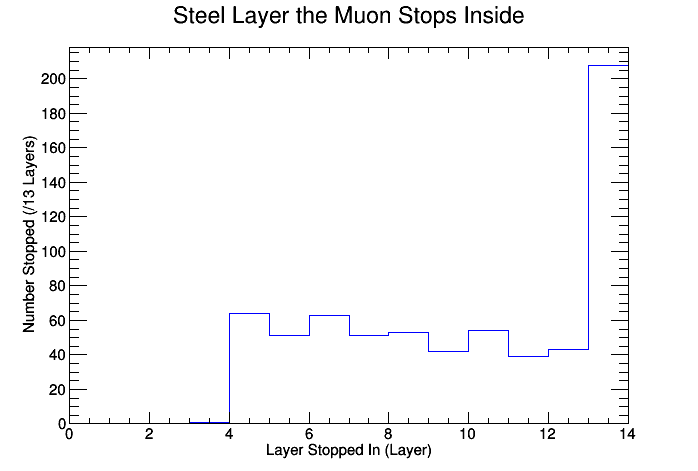 Steel Layer the Muon Stops Inside
Number Stopped (/13 Layers)
200
180
160
140
120
100
80
60
40
20
0
0 2 4 6 8 10 12 14
Layer Stopped In (Layer)